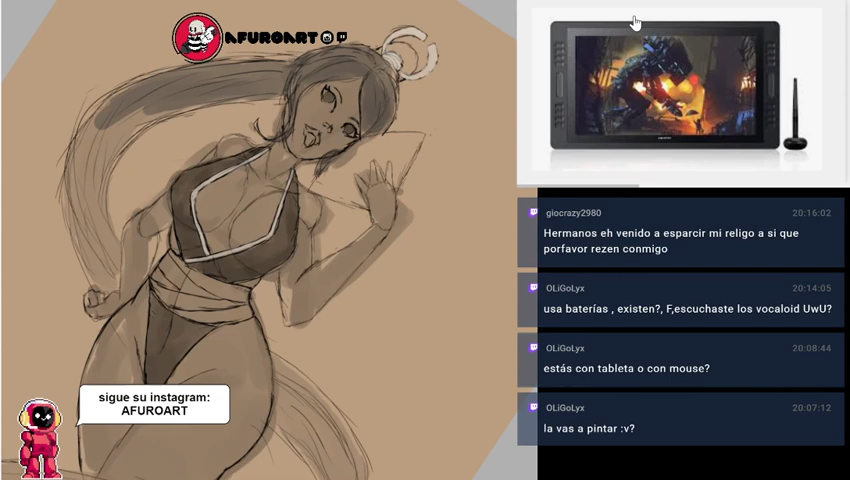 AFUROART
giocrazy2980 20:16:02
Hermanos eh venido a esparcir mi religo a si que
porfavor rezen conmigo
OLiGoLyx 20:14:05
usa baterías , existen?, F,escuchaste los vocaloid UwU?
OLiGoLyx 20:08:44
estás con tableta o con mouse?
OLiGoLyx 20:07:12
la vas a pintar :v?
sigue su instagram:
AFUROART